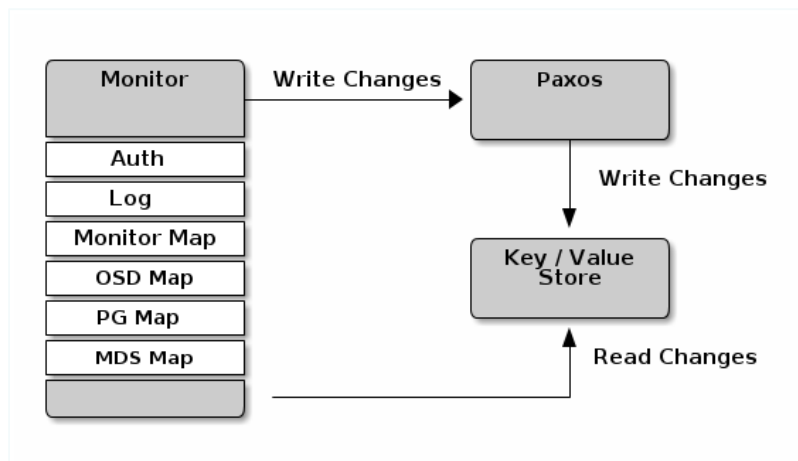 Monitor
Write Changes
Paxos
Auth
Log
Monitor Map
OSD Map
PG Map
MDS Map
Write Changes
Key / Value
Store
Read Changes